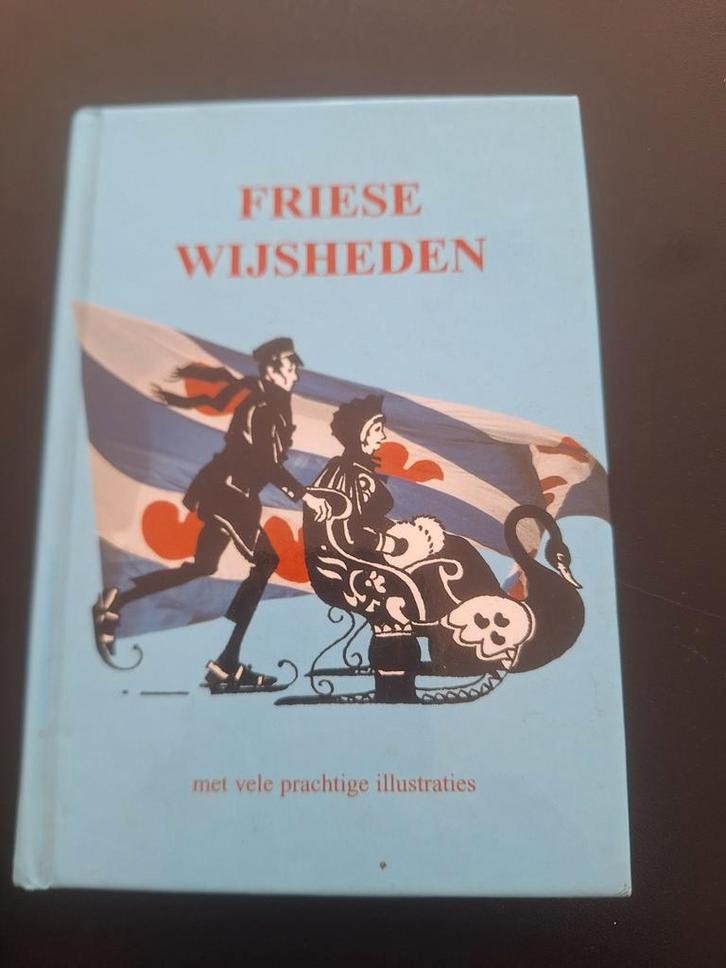 FRIESE
WIJSHEDEN
met vele prachtige illustraties